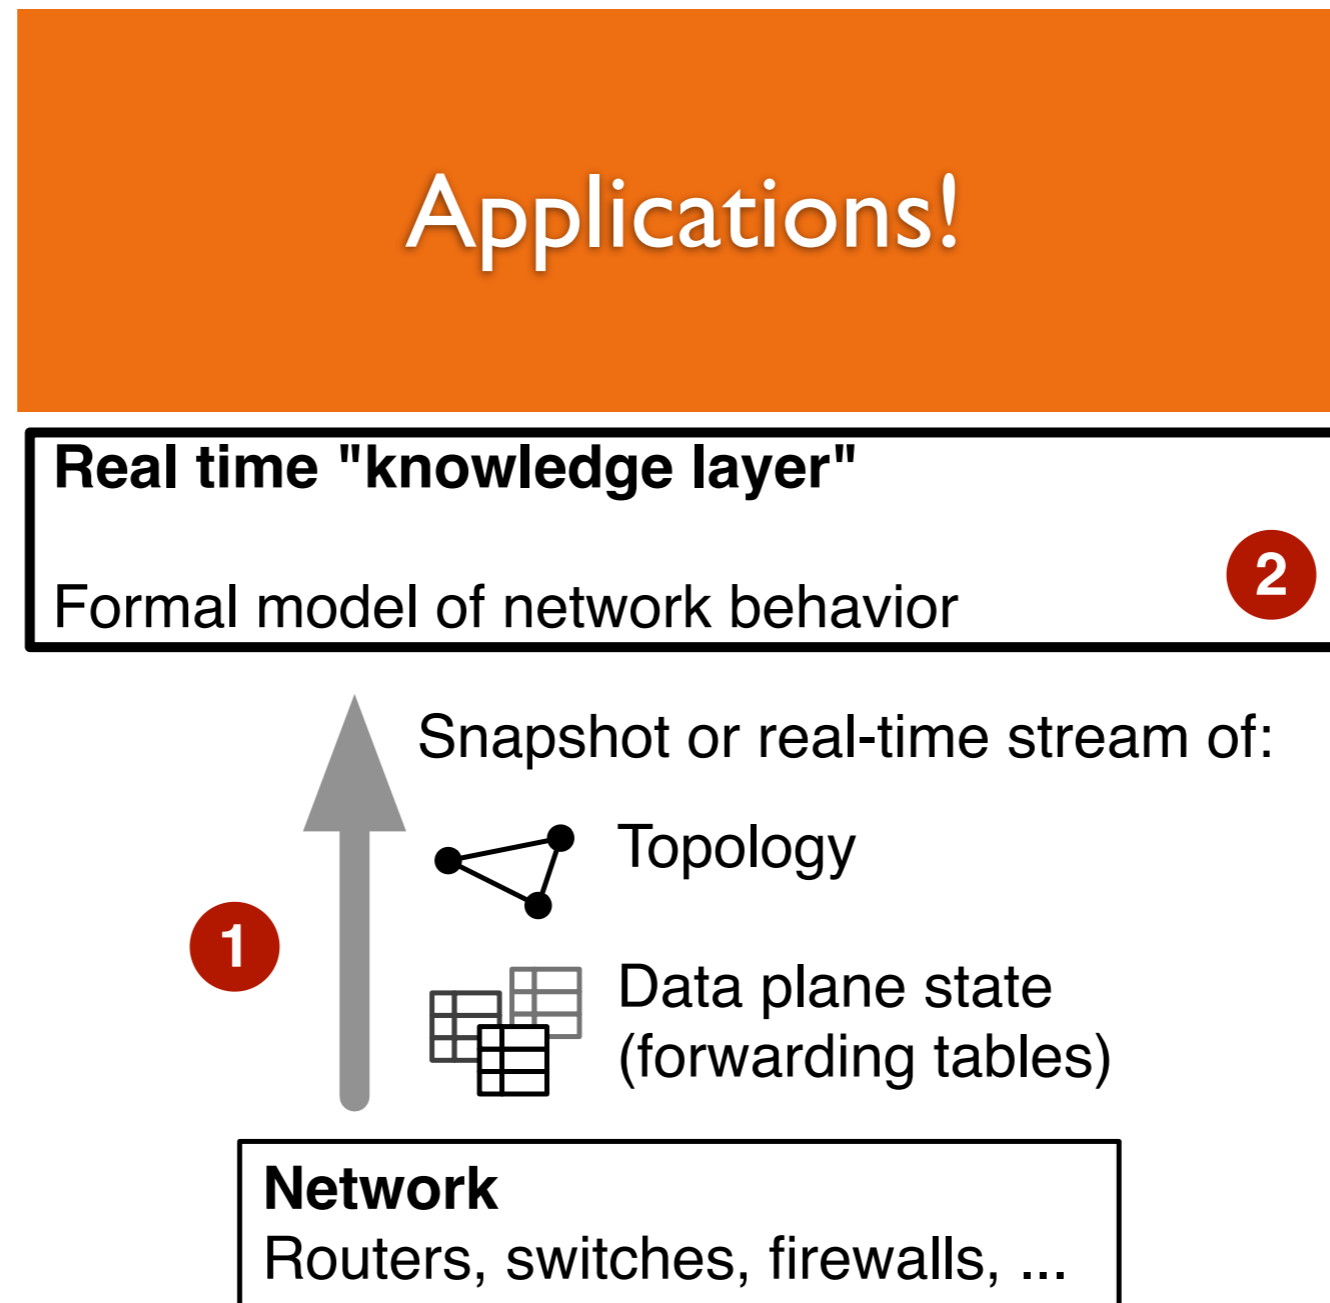 Applications!
Real time "knowledge layer"
Formal model of network behavior
2
Snapshot or real-time stream of:
Topology
1
Data plane state
(forwarding tables)
Network
Routers, switches, firewalls, ...